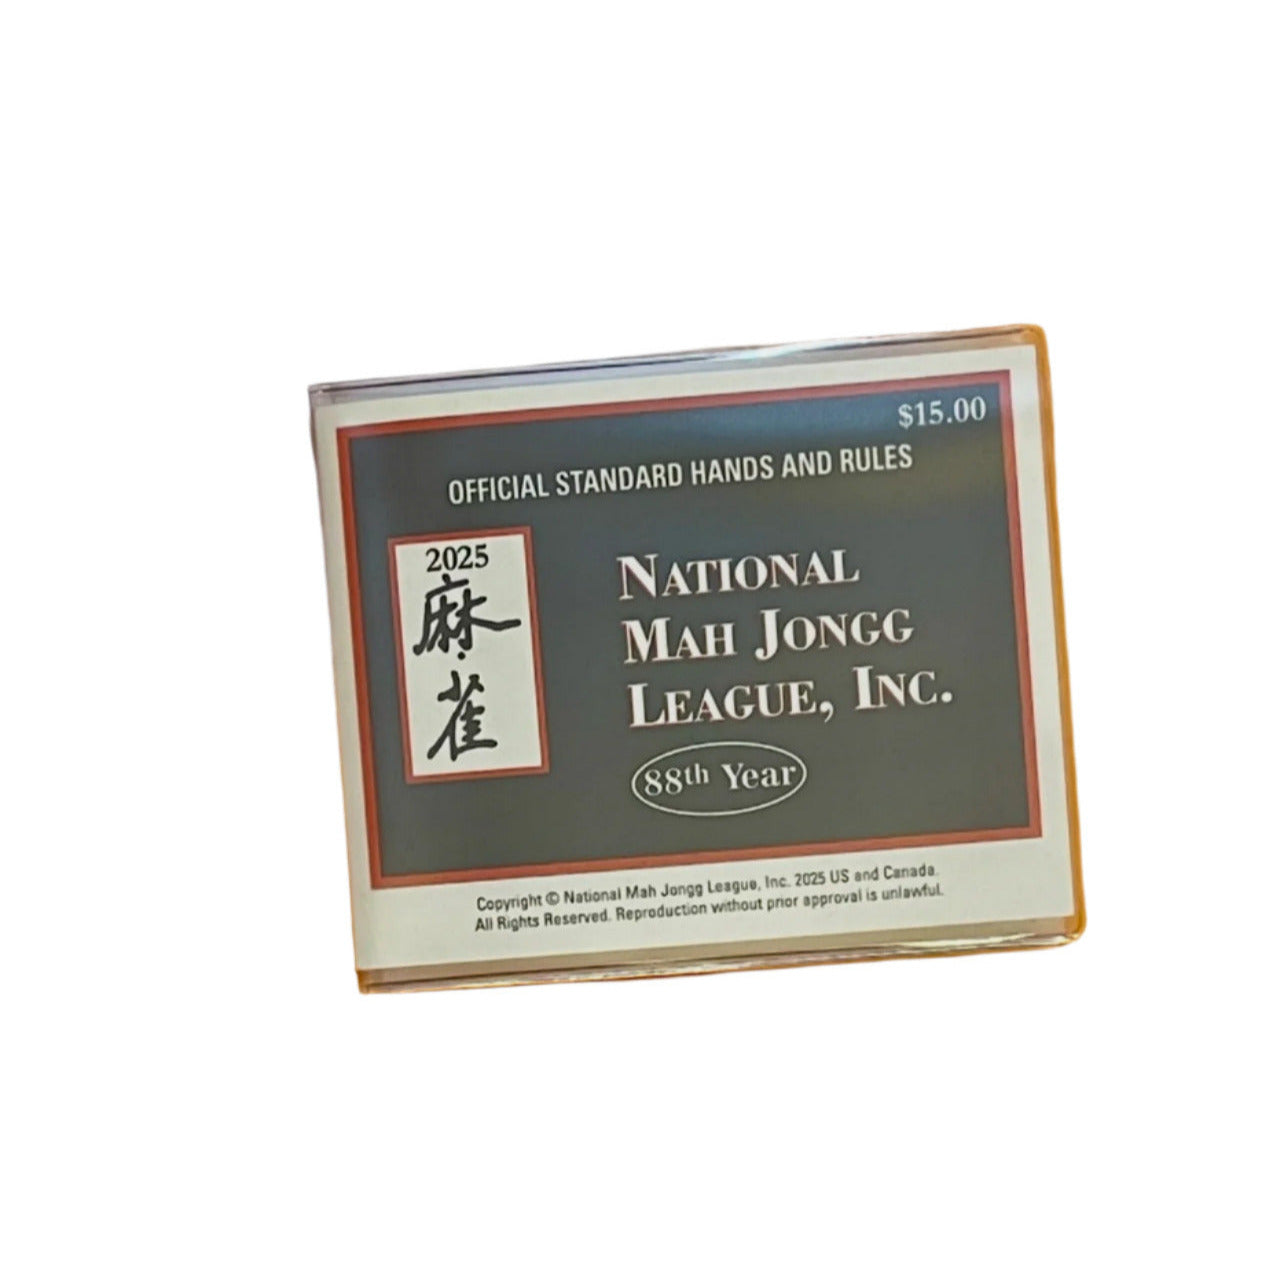 $15.00
OFFICIAL STANDARD HANDS AND RULES
2025
麻
雀
NATIONAL
MAH JONGG
LEAGUE, INC.
88th Year
Copyright © National Mah Jongg League, Inc. 2025 US and Canada.
All Rights Reserved. Reproduction without prior approval is unlawful.